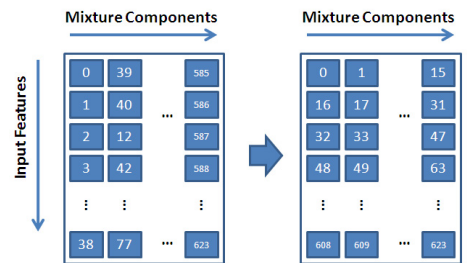 Mixture Components
Mixture Components
Input Features
0 39 ... 585
1 40 586
2 12 587
3 42 588
38 77 ... 623
0 1 15
16 17 ... 31
32 33 47
48 49 63
608 609 ... 623